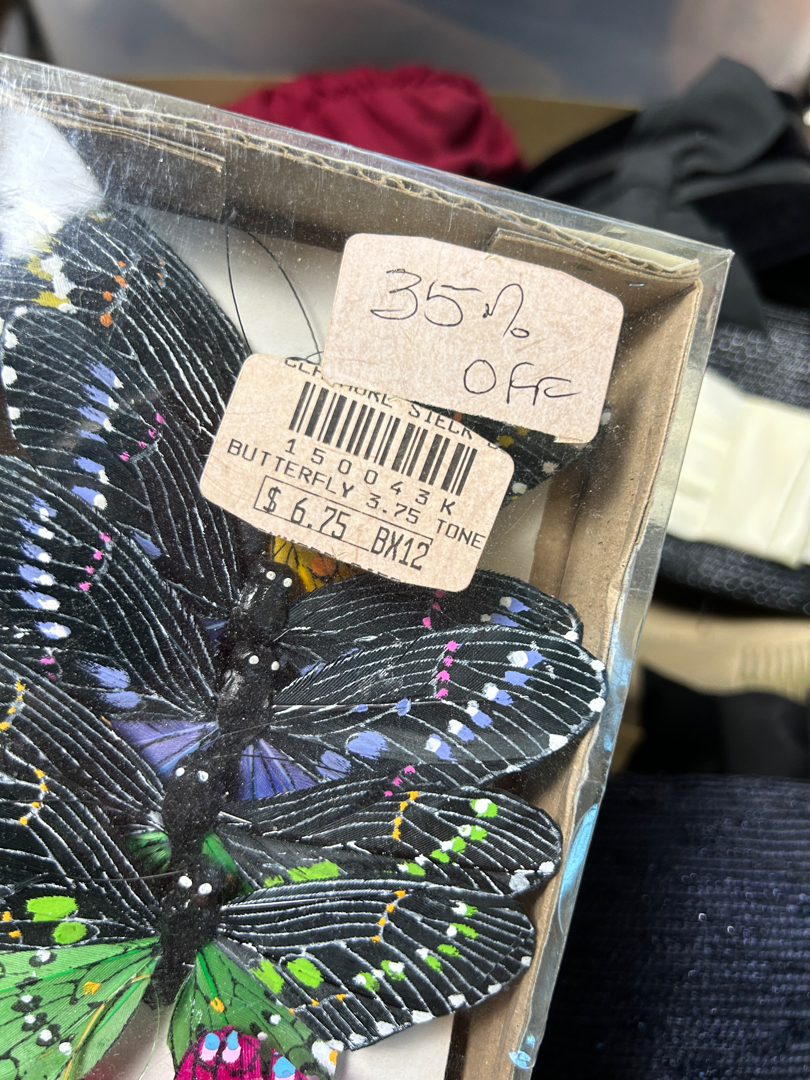 35% OFF
150043K
BUTTERFLY 3.75 TONE
$ 6.75 BX12